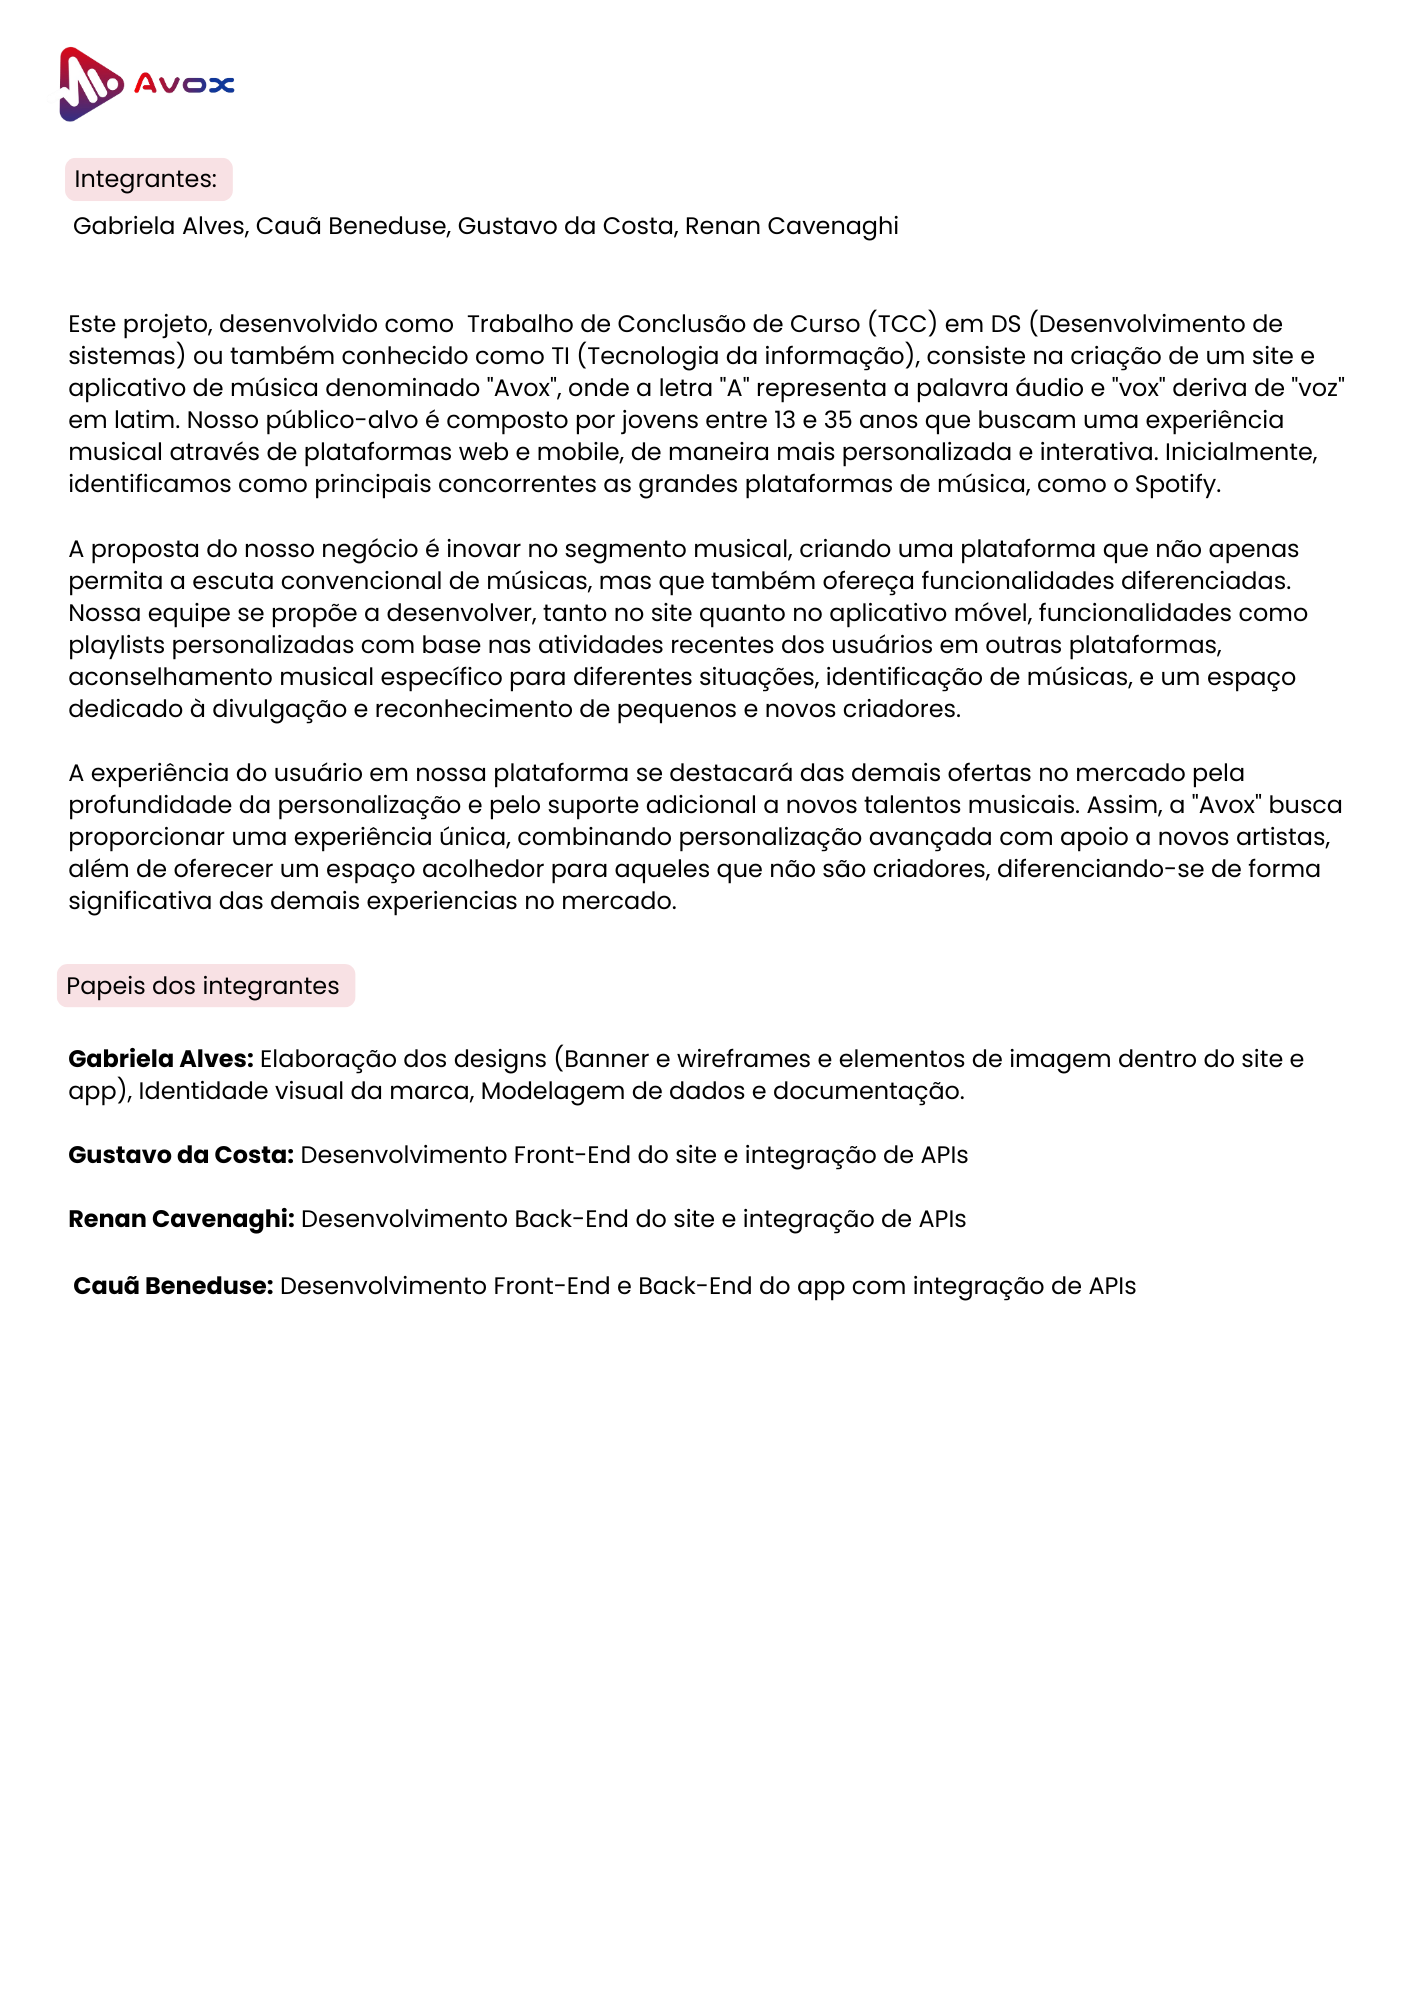 Avox
Integrantes:
Gabriela Alves, Cauã Beneduse, Gustavo da Costa, Renan Cavenaghi
Este projeto, desenvolvido como  Trabalho de Conclusão de Curso (TCC) em DS (Desenvolvimento de
sistemas) ou também conhecido como TI (Tecnologia da informação), consiste na criação de um site e
aplicativo de música denominado "Avox", onde a letra "A" representa a palavra áudio e "vox" deriva de "voz"
em latim. Nosso público-alvo é composto por jovens entre 13 e 35 anos que buscam uma experiência
musical através de plataformas web e mobile, de maneira mais personalizada e interativa. Inicialmente,
identificamos como principais concorrentes as grandes plataformas de música, como o Spotify.
A proposta do nosso negócio é inovar no segmento musical, criando uma plataforma que não apenas
permita a escuta convencional de músicas, mas que também ofereça funcionalidades diferenciadas.
Nossa equipe se propõe a desenvolver, tanto no site quanto no aplicativo móvel, funcionalidades como
playlists personalizadas com base nas atividades recentes dos usuários em outras plataformas,
aconselhamento musical específico para diferentes situações, identificação de músicas, e um espaço
dedicado à divulgação e reconhecimento de pequenos e novos criadores.
A experiência do usuário em nossa plataforma se destacará das demais ofertas no mercado pela
profundidade da personalização e pelo suporte adicional a novos talentos musicais. Assim, a "Avox" busca
proporcionar uma experiência única, combinando personalização avançada com apoio a novos artistas,
além de oferecer um espaço acolhedor para aqueles que não são criadores, diferenciando-se de forma
significativa das demais experiencias no mercado.
Papeis dos integrantes
Gabriela Alves: Elaboração dos designs (Banner e wireframes e elementos de imagem dentro do site e
app), Identidade visual da marca, Modelagem de dados e documentação.
Gustavo da Costa: Desenvolvimento Front-End do site e integração de APIs
Renan Cavenaghi: Desenvolvimento Back-End do site e integração de APIs
Cauã Beneduse: Desenvolvimento Front-End e Back-End do app com integração de APIs